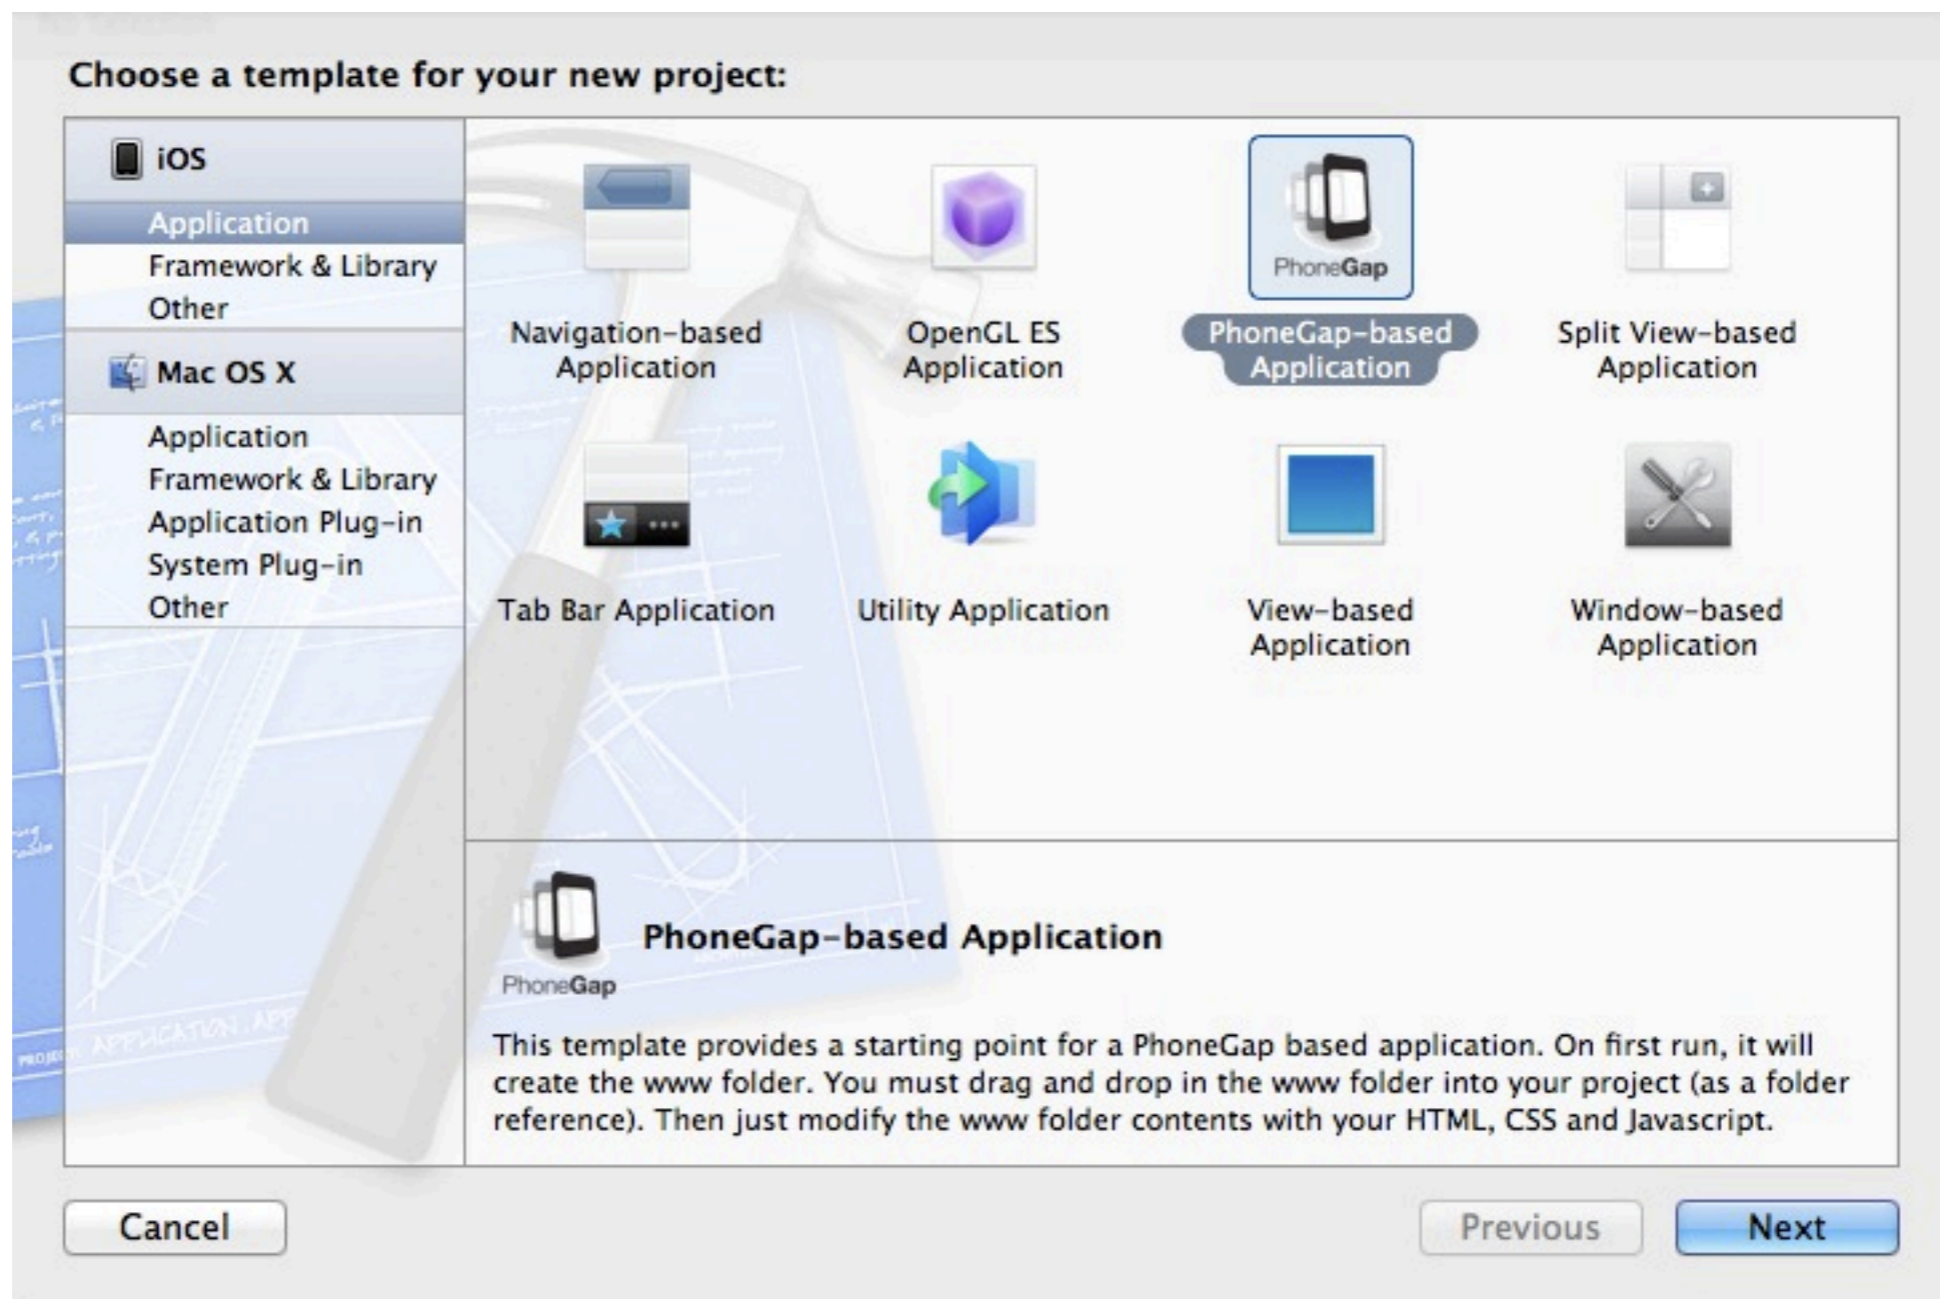 Choose a template for your new project:
iOS
Application
Framework & Library
Other
Mac OS X
Application
Framework & Library
Application Plug-in
System Plug-in
Other
Navigation-based
Application
OpenGL ES
Application
PhoneGap
PhoneGap-based
Application
Split View-based
Application
Tab Bar Application
Utility Application
View-based
Application
Window-based
Application
PhoneGap
PhoneGap-based Application
This template provides a starting point for a PhoneGap based application. On first run, it will
create the www folder. You must drag and drop in the www folder into your project (as a folder
reference). Then just modify the www folder contents with your HTML, CSS and Javascript.
APPLICATION.APP
Cancel
Previous
Next